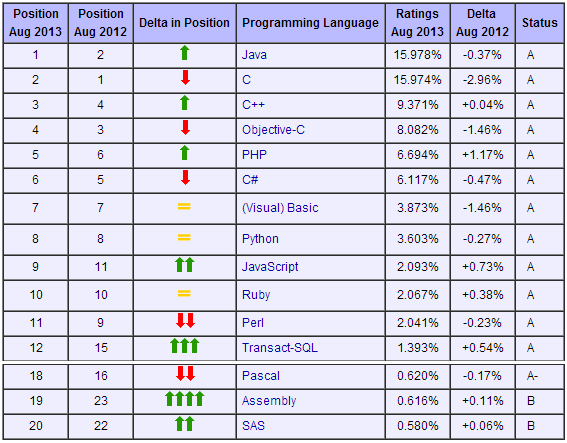 Position Aug 2013 Position Aug 2012 Delta in Position Programming Language Ratings Aug 2013 Delta Aug 2012 Status
1 2 Java 15.978% -0.37% A
2 1 C 15.974% -2.96% A
3 4 C++ 9.371% +0.04% A
4 3 Objective-C 8.082% -1.46% A
5 6 PHP 6.694% +1.17% A
6 5 C# 6.117% -0.47% A
7 7 = (Visual) Basic 3.873% -1.46% A
8 8 = Python 3.603% -0.27% A
9 11 JavaScript 2.093% +0.73% A
10 10 = Ruby 2.067% +0.38% A
11 9 Perl 2.041% -0.23% A
12 15 Transact-SQL 1.393% +0.54% A
18 16 Pascal 0.620% -0.17% A-
19 23 Assembly 0.616% +0.11% B
20 22 SAS 0.580% +0.06% B